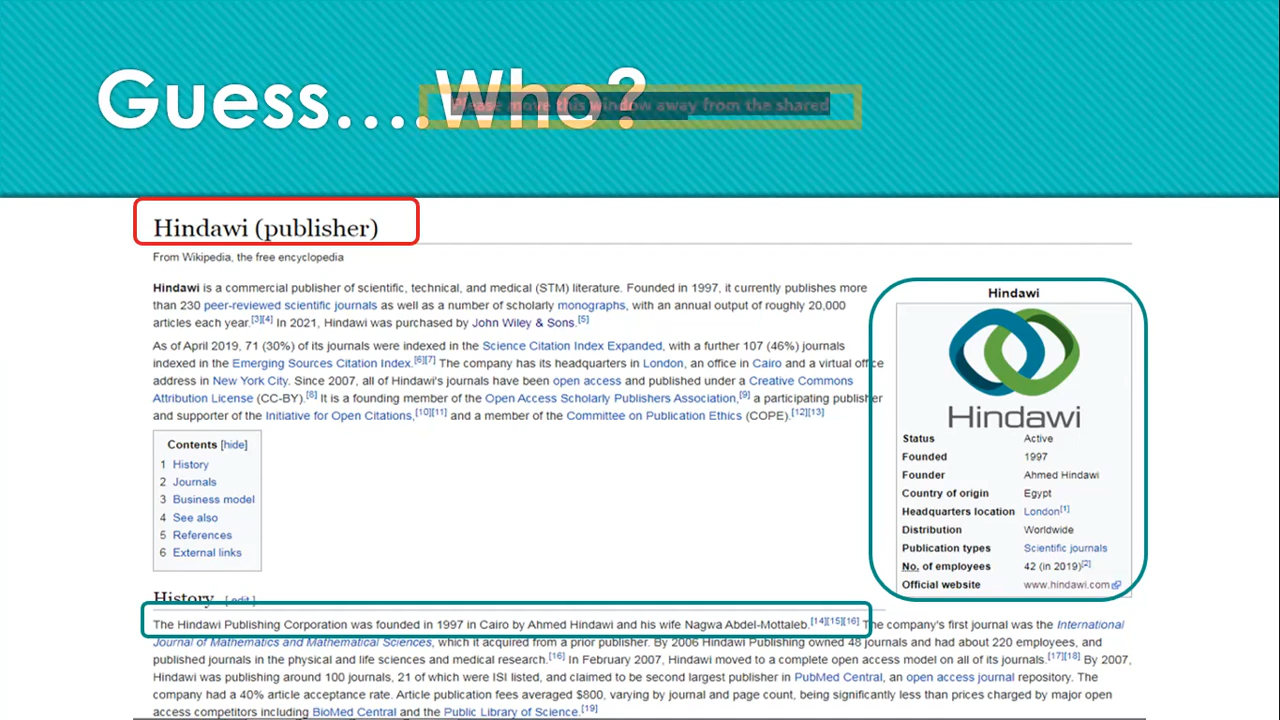 Guess....Who?
Please move this window away from the shared
Hindawi (publisher)
From Wikipedia, the free encyclopedia
Hindawi is a commercial publisher of scientific, technical, and medical (STM) literature. Founded in 1997, it currently publishes more
than 230 peer-reviewed scientific journals as well as a number of scholarly monographs, with an annual output of roughly 20,000
articles each year.[3][4] In 2021, Hindawi was purchased by John Wiley & Sons.[5]
As of April 2019, 71 (30%) of its journals were indexed in the Science Citation Index Expanded, with a further 107 (46%) journals
indexed in the Emerging Sources Citation Index.[6][7] The company has its headquarters in London, an office in Cairo and a virtual office
address in New York City. Since 2007, all of Hindawi's journals have been open access and published under a Creative Commons
Attribution License (CC-BY).[8] It is a founding member of the Open Access Scholarly Publishers Association,[9] a participating publisher
and supporter of the Initiative for Open Citations,[10][11] and a member of the Committee on Publication Ethics (COPE).[12][13]
Contents [hide]
1 History
2 Journals
3 Business model
4 See also
5 References
6 External links
Hindawi
Hindawi
Status Active
Founded 1997
Founder Ahmed Hindawi
Country of origin Egypt
Headquarters location London[1]
Distribution Worldwide
Publication types Scientific journals
No. of employees 42 (in 2019)[2]
Official website www.hindawi.com
History [ edit ]
The Hindawi Publishing Corporation was founded in 1997 in Cairo by Ahmed Hindawi and his wife Nagwa Abdel-Mottaleb.[14][15][16] The company's first journal was the International
Journal of Mathematics and Mathematical Sciences, which it acquired from a prior publisher. By 2006 Hindawi Publishing owned 48 journals and had about 220 employees, and
published journals in the physical and life sciences and medical research.[16] In February 2007, Hindawi moved to a complete open access model on all of its journals.[17][18] By 2007,
Hindawi was publishing around 100 journals, 21 of which were ISI listed, and claimed to be second largest publisher in PubMed Central, an open access journal repository. The
company had a 40% article acceptance rate. Article publication fees averaged $800, varying by journal and page count, being significantly less than prices charged by major open
access competitors including BioMed Central and the Public Library of Science.[19]